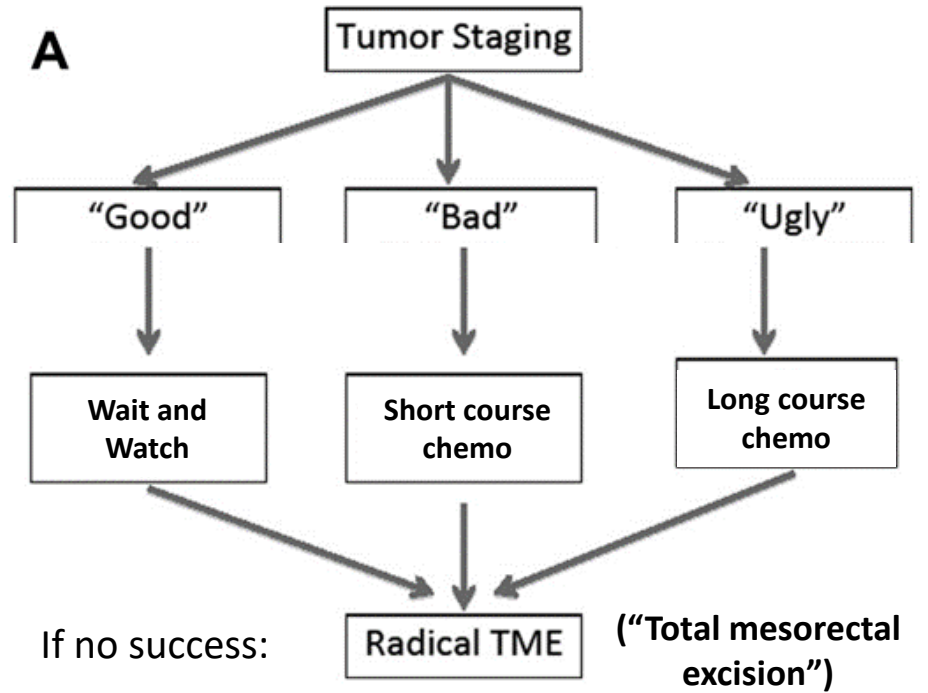 A
Tumor Staging
“Good”
“Bad”
“Ugly”
Wait and
Watch
Short course
chemo
Long course
chemo
If no success:
Radical TME
(“Total mesorectal
excision”)